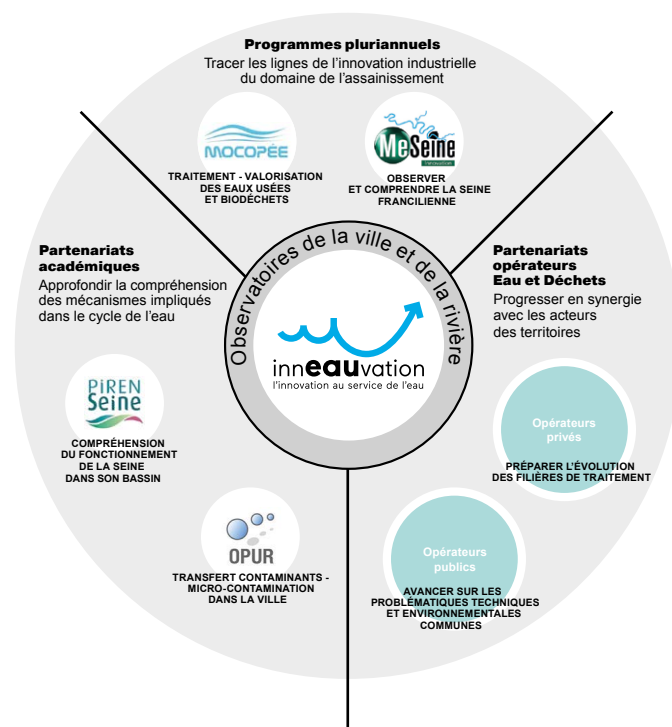 Programmes pluriannuels
Tracer les lignes de l’innovation industrielle
du domaine de l’assainissement
MOCOPÉE
TRAITEMENT - VALORISATION
DES EAUX USÉES
ET BIODÉCHETS
MeSeine
OBSERVER
ET COMPRENDRE LA SEINE
FRANCILIENNE
Observatoires de la ville et de la rivière
inneauvation
l’innovation au service de l’eau
Partenariats
académiques
Approfondir la compréhension
des mécanismes impliqués
dans le cycle de l’eau
PiREN
Seine
COMPRÉHENSION
DU FONCTIONNEMENT
DE LA SEINE
DANS SON BASSIN
OPUR
TRANSFERT CONTAMINANTS -
MICRO-CONTAMINATION
DANS LA VILLE
Partenariats
opérateurs
Eau et Déchets
Progresser en synergie
avec les acteurs
des territoires
Opérateurs
privés
PRÉPARER L’ÉVOLUTION
DES FILIÈRES DE TRAITEMENT
Opérateurs
publics
AVANCER SUR LES
PROBLÉMATIQUES TECHNIQUES
ET ENVIRONNEMENTALES
COMMUNES